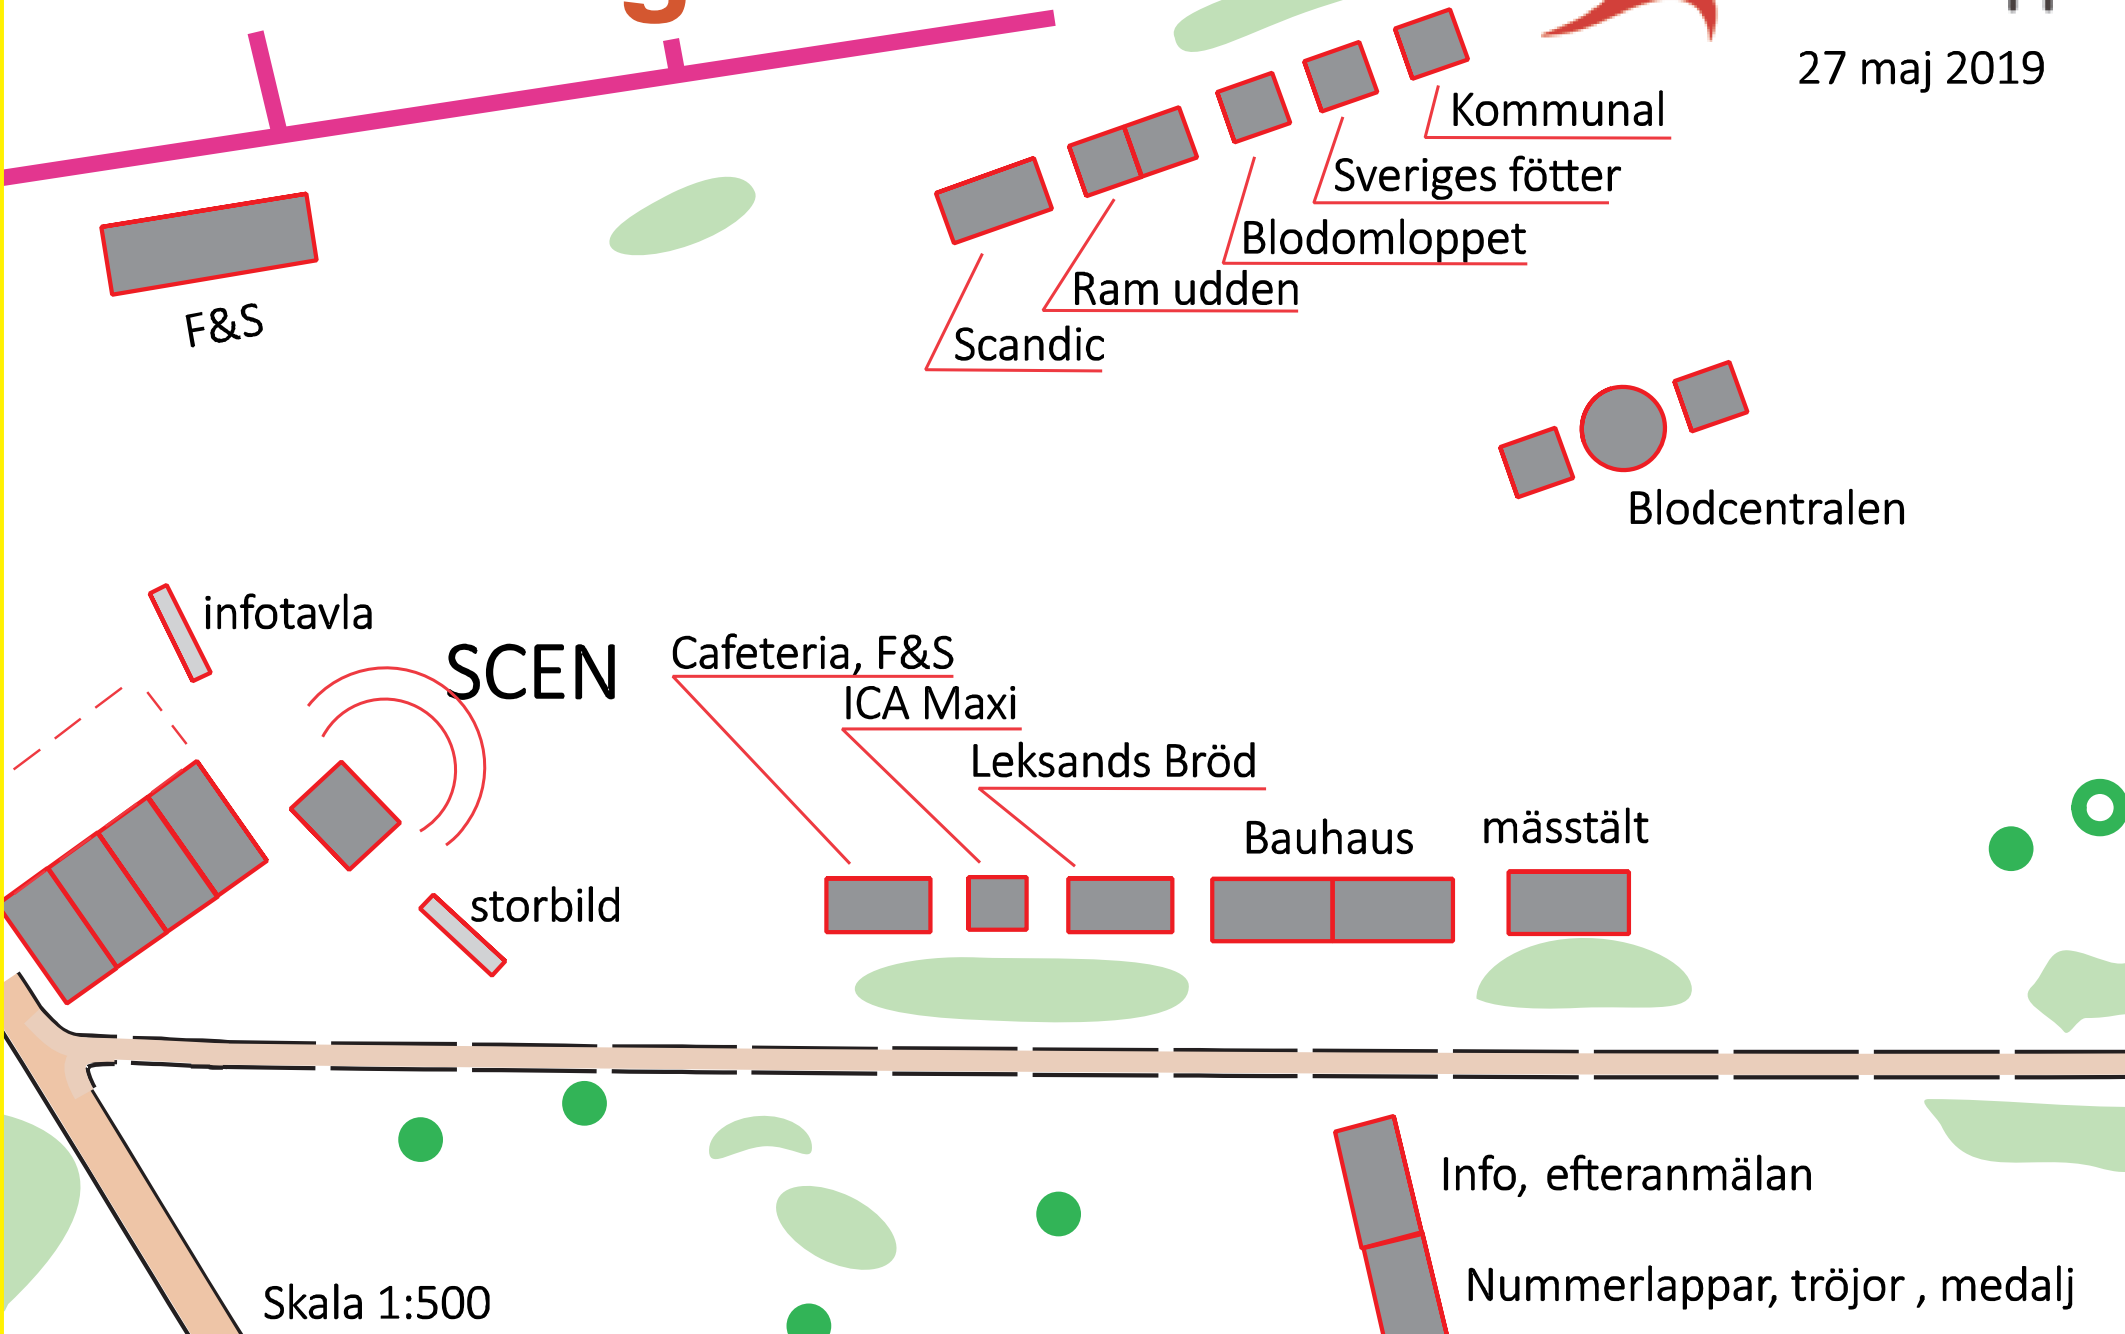 27 maj 2019
Kommunal
Sveriges fötter
Blodomloppet
Ram udden
Scandic
F&S
Blodcentralen
infotavla
SCEN
Cafeteria, F&S
ICA Maxi
Leksands Bröd
Bauhaus
mässtält
storbild
Info, efteranmälan
Nummerlappar, tröjor , medalj
Skala 1:500